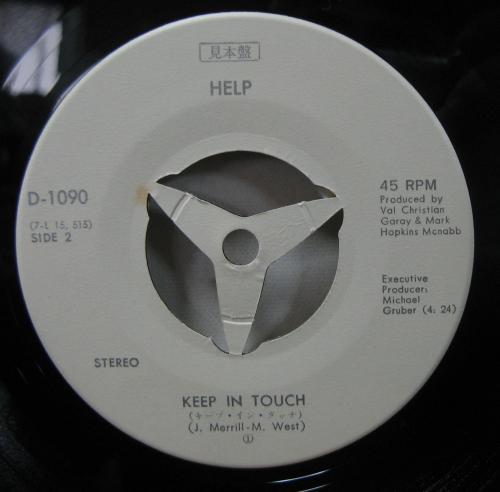 見本盤
HELP
D-1090
(7-L 15, 515)
SIDE 2
45 RPM
Produced by
Val Christian
Garay & Mark
Hopkins Mcnabb
Executive
Producer:
Michael
Gruber (4:24)
STEREO
KEEP IN TOUCH
(キープ・イン・タッチ)
(J. Merrill-M. West)
①